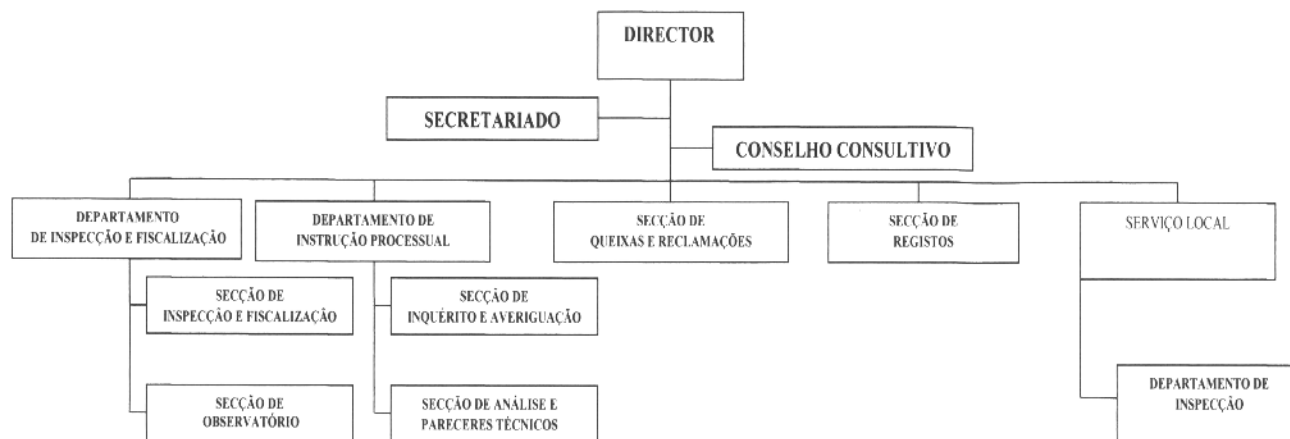 DIRECTOR
SECRETARIADO
CONSELHO CONSULTIVO
DEPARTAMENTO
DE INSPECÇÃO E FISCALIZAÇÃO
DEPARTAMENTO DE
INSTRUÇÃO PROCESSUAL
SECÇÃO DE
QUEIXAS E RECLAMAÇÕES
SECÇÃO DE
REGISTOS
SERVIÇO LOCAL
SECÇÃO DE
INSPECÇÃO E FISCALIZAÇÃO
SECÇÃO DE
INQUÉRITO E AVERIGUAÇÃO
SECÇÃO DE
OBSERVATÓRIO
SECÇÃO DE ANÁLISE E
PARECERES TÉCNICOS
DEPARTAMENTO DE
INSPECÇÃO